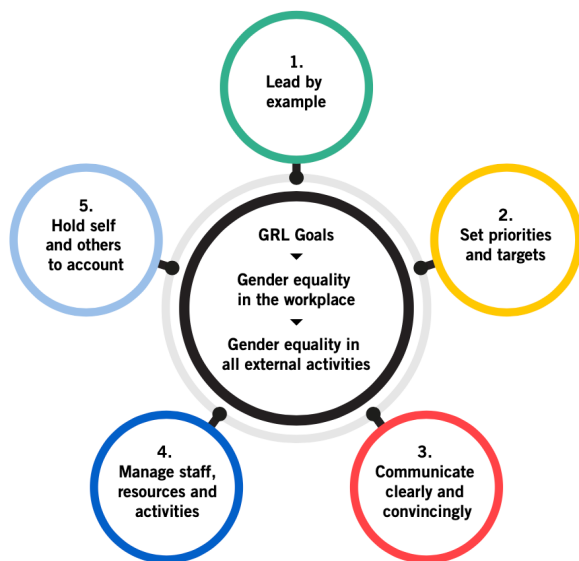 1.
Lead by
example
2.
Set priorities
and targets
3.
Communicate
clearly and
convincingly
4.
Manage staff,
resources and
activities
5.
Hold self
and others
to account
GRL Goals
Gender equality
in the workplace
Gender equality in
all external activities